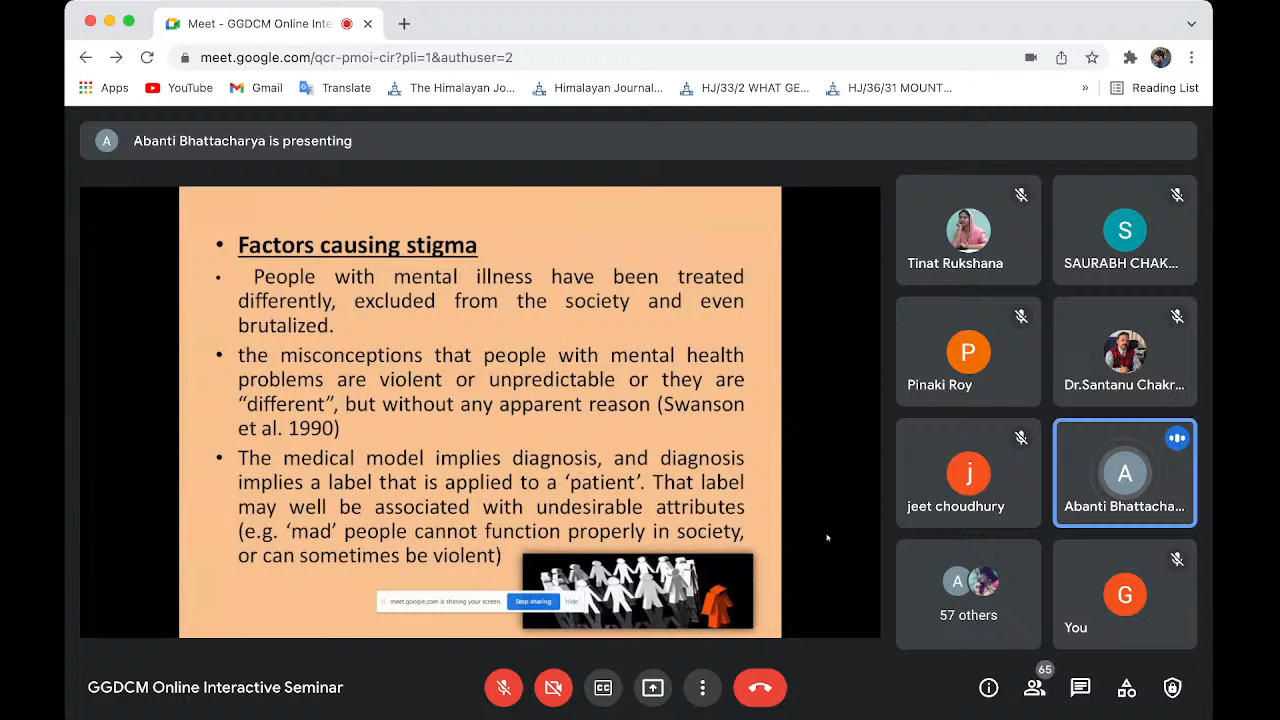 Meet - GGDCM Online Inte
meet.google.com/qcr-pmoi-cir?pli=1&authuser=2
Apps YouTube Gmail Translate The Himalayan Jo... Himalayan Journal... HJ/33/2 WHAT GE... HJ/36/31 MOUNT... » Reading List
A Abanti Bhattacharya is presenting
• Factors causing stigma
• People with mental illness have been treated
differently, excluded from the society and even
brutalized.
• the misconceptions that people with mental health
problems are violent or unpredictable or they are
“different”, but without any apparent reason (Swanson
et al. 1990)
• The medical model implies diagnosis, and diagnosis
implies a label that is applied to a ‘patient’. That label
may well be associated with undesirable attributes
(e.g. ‘mad’ people cannot function properly in society,
or can sometimes be violent)
meet.google.com is sharing your screen. Stop sharing Hide
Tinat Rukshana
S
SAURABH CHAK...
P
Pinaki Roy
Dr.Santanu Chakr...
j
jeet choudhury
A
Abanti Bhattacha...
A
57 others
G
You
GGDCM Online Interactive Seminar
CC
65